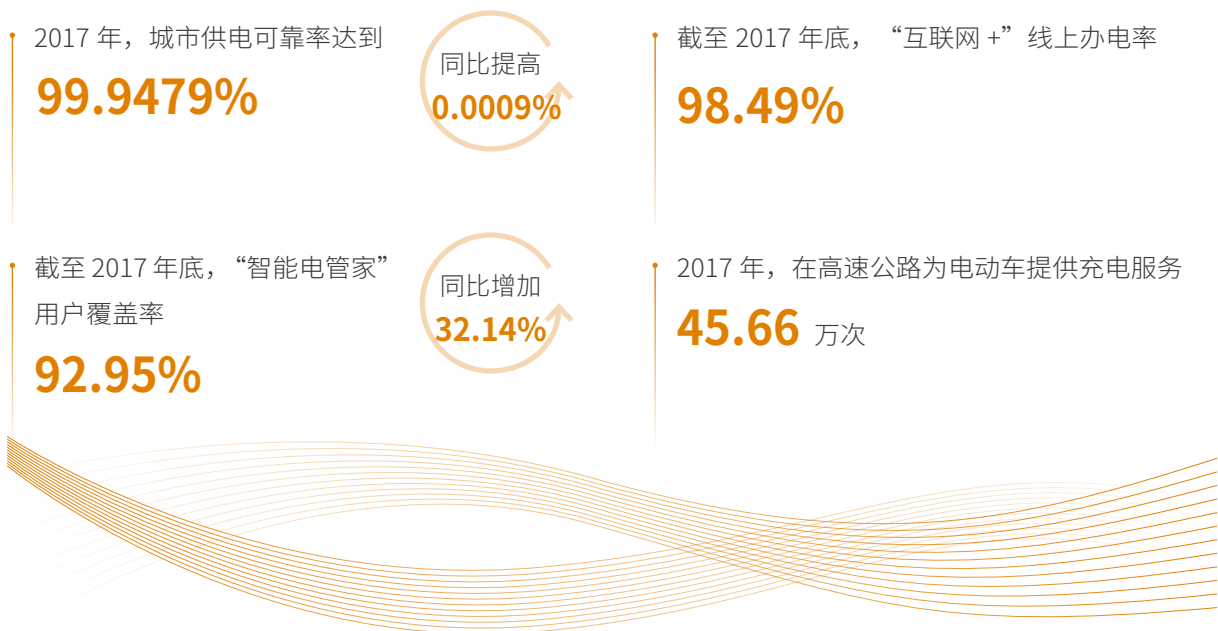 2017 年，城市供电可靠率达到
99.9479%
同比提高
0.0009%
截至 2017 年底，“互联网 +”线上办电率
98.49%
截至 2017 年底，“智能电管家”
用户覆盖率
92.95%
同比增加
32.14%
2017 年，在高速公路为电动车提供充电服务
45.66 万次